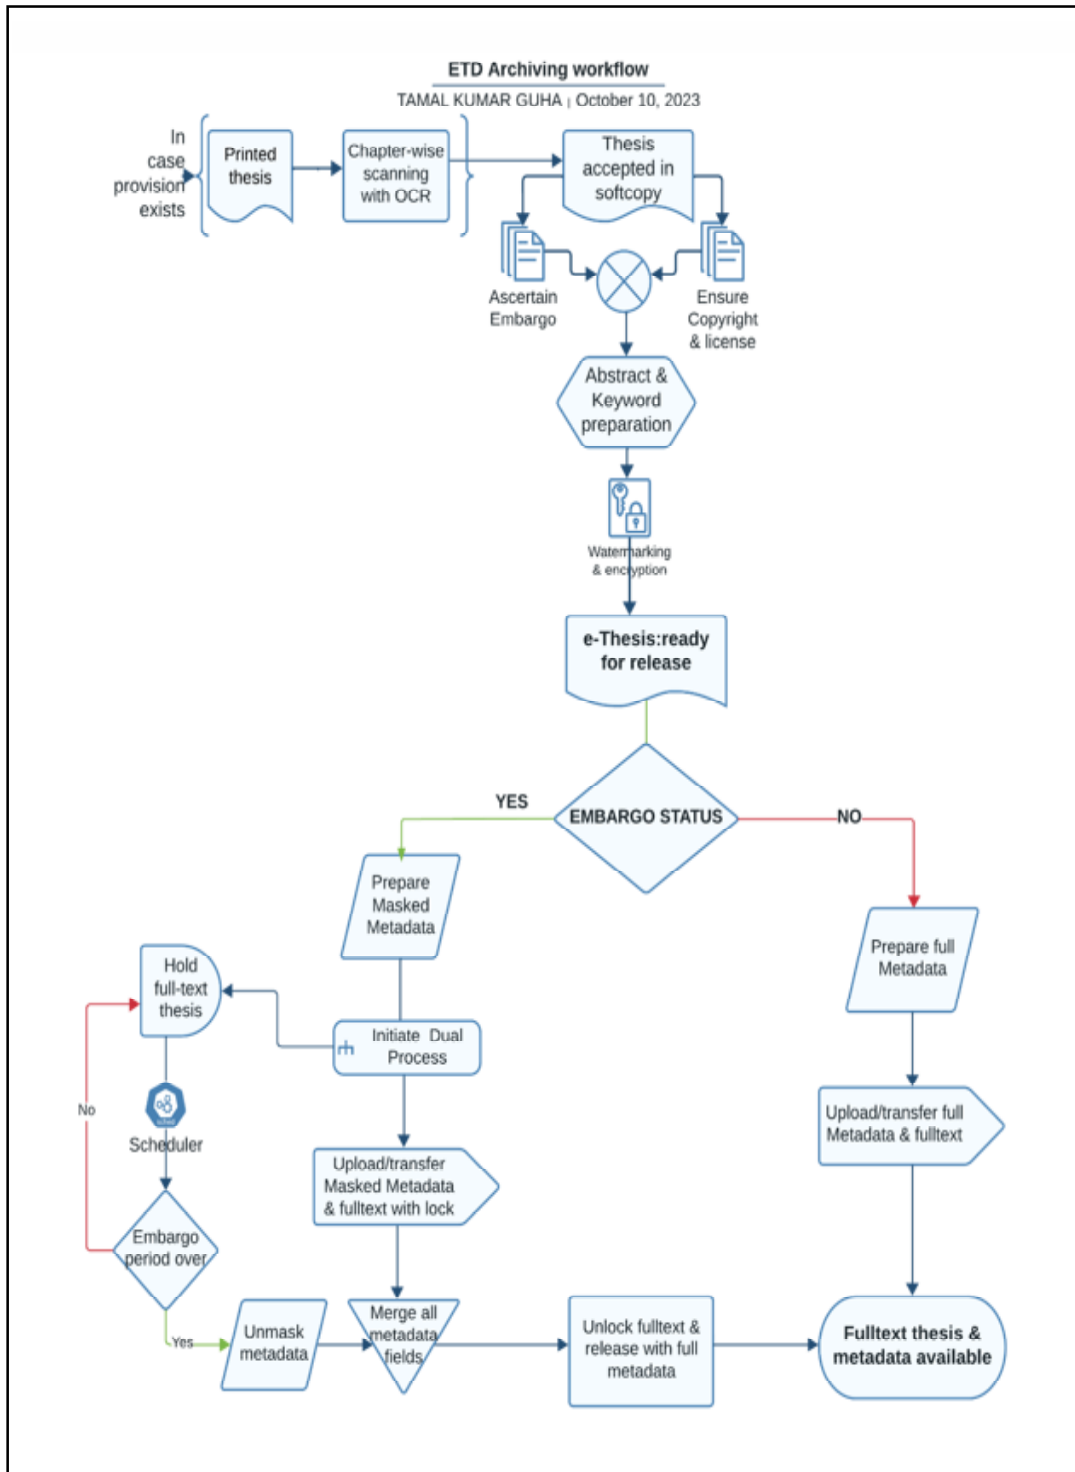 ETD Archiving workflow
TAMAL KUMAR GUHA | October 10, 2023
In
case
provision
exists
Printed
thesis
Chapter-wise
scanning
with OCR
Thesis
accepted in
softcopy
Ascertain
Embargo
Ensure
Copyright
& license
Abstract &
Keyword
preparation
Watermarking
& encryption
e-Thesis:ready
for release
EMBARGO STATUS
YES
NO
Prepare
Masked
Metadata
Prepare full
Metadata
Hold
full-text
thesis
Initiate Dual
Process
No
Scheduler
Upload/transfer full
Metadata & fulltext
Upload/transfer
Masked Metadata
& fulltext with lock
Embargo
period over
Yes
Unmask
metadata
Merge all
metadata
fields
Unlock fulltext &
release with full
metadata
Fulltext thesis &
metadata available